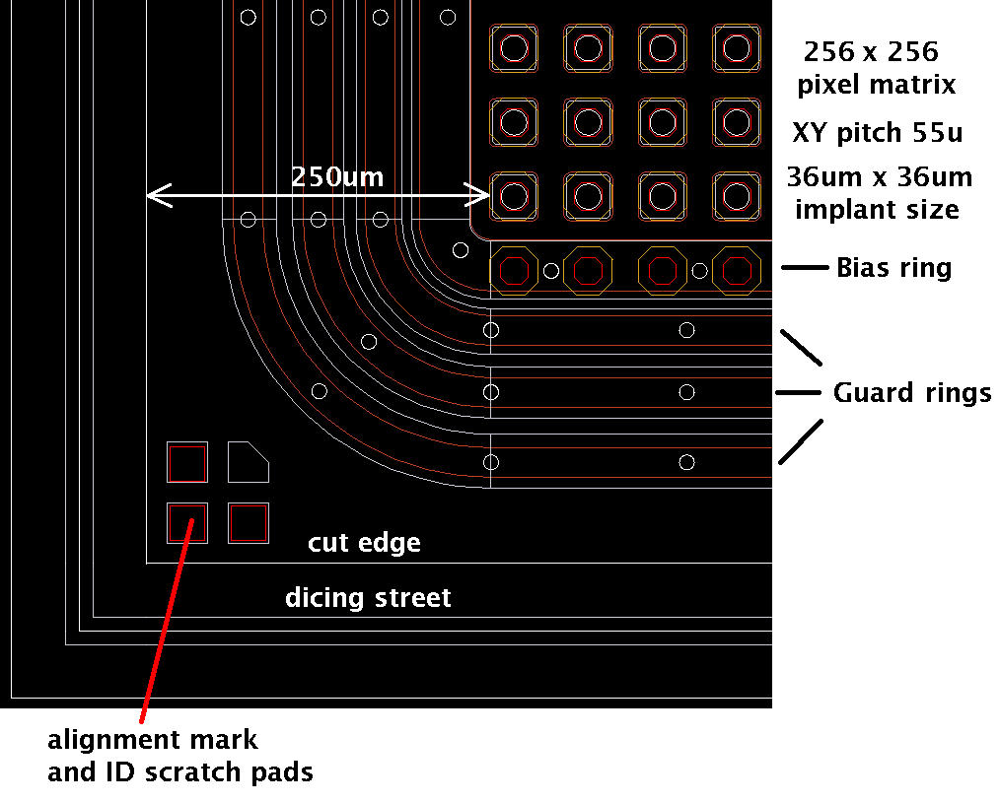 256 x 256
pixel matrix
XY pitch 55u
36um x 36um
implant size
250um
Bias ring
Guard rings
cut edge
dicing street
alignment mark
and ID scratch pads